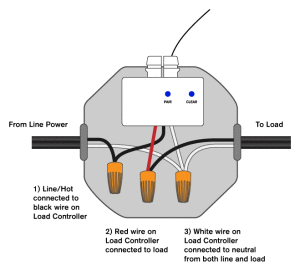 PAIR CLEAR
From Line Power
To Load
1) Line/Hot
connected to
black wire on
Load Controller
2) Red wire on
Load Controller
connected to load
3) White wire on
Load Controller
connected to neutral
from both line and load